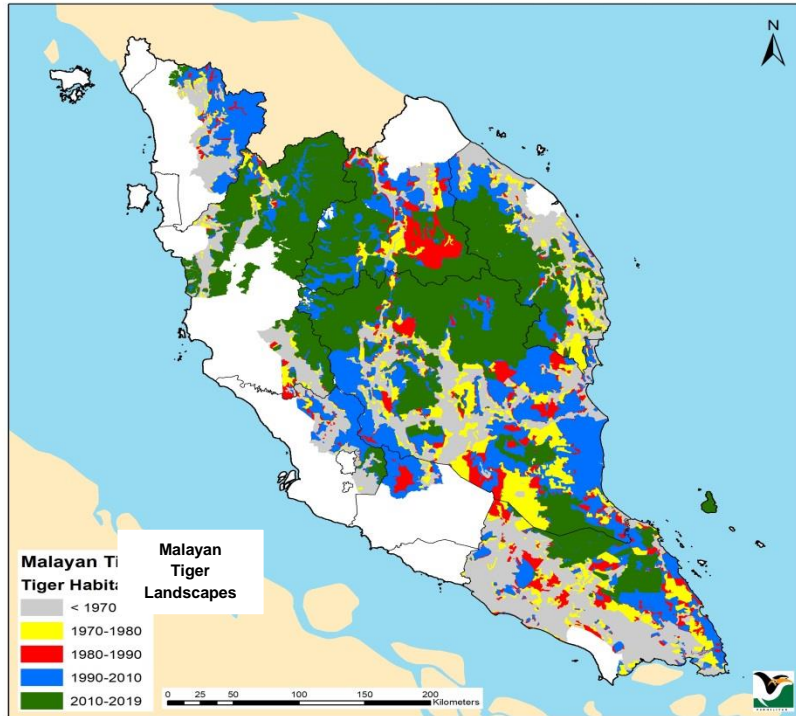 N
Malayan Ti
Tiger Habita
Malayan
Tiger
Landscapes
< 1970
1970-1980
1980-1990
1990-2010
2010-2019
0 25 50 100 150 200
Kilometers